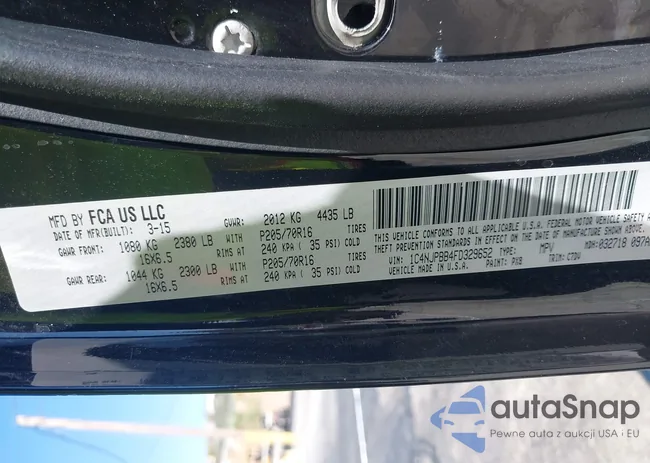 MFD BY FCA US LLC
DATE OF MFR(BUILT): 3-15 GVWR: 2012 KG 4435 LB
GAWR FRONT: 1080 KG 2380 LB WITH P205/70R16 TIRES
16X6.5 RIMS AT 240 KPA ( 35 PSI) COLD
GAWR REAR: 1044 KG 2300 LB WITH P205/70R16 TIRES
16X6.5 RIMS AT 240 KPA ( 35 PSI) COLD
THIS VEHICLE CONFORMS TO ALL APPLICABLE U.S.A. FEDERAL MOTOR VEHICLE SAFETY
THEFT PREVENTION STANDARDS IN EFFECT ON THE DATE OF MANUFACTURE SHOWN ABOVE.
VIN: 1C4NJPBB4FD329652 TYPE: MPV MDH:032718
MADE IN U.S.A. PAINT: PXB TRIM: CTDV
autaSnap
Pewne auta z aukcji USA i EU